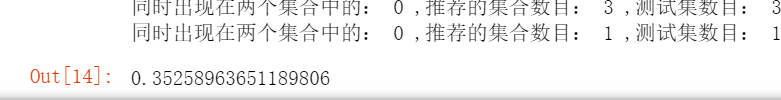 同时出现在两个集合中的： 0 ,推荐的集合数目： 3 ,测试集数目： 3
同时出现在两个集合中的： 0 ,推荐的集合数目： 1 ,测试集数目： 1
Out[14]: 0.35258963651189806